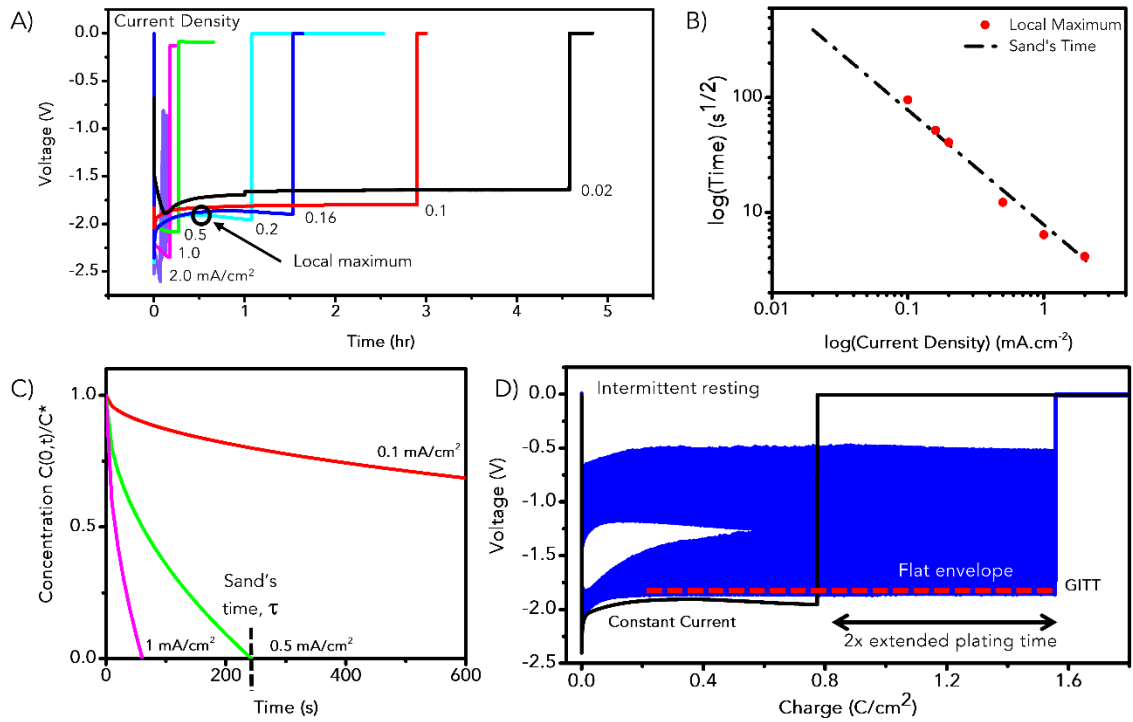 A)
Current Density
0.0
-0.5
-1.0
-1.5
-2.0
-2.5
Voltage (V)
0.02
0.1
0.16
0.2
0.5
1.0
2.0 mA/cm²
Local maximum
0
1
2
3
4
5
Time (hr)
B)
Local Maximum
Sand's Time
100
10
log(Time) (s^1/2)
0.01
0.1
1
log(Current Density) (mA.cm⁻²)
C)
1.0
0.5
0.0
Concentration C(0,t)/C*
0.1 mA/cm²
Sand's
time, τ
1 mA/cm²
0.5 mA/cm²
0
200
400
600
Time (s)
D)
Intermittent resting
0.0
-0.5
-1.0
-1.5
-2.0
-2.5
Voltage (V)
Flat envelope
GITT
Constant Current
2x extended plating time
0.0
0.4
0.8
1.2
1.6
Charge (C/cm²)